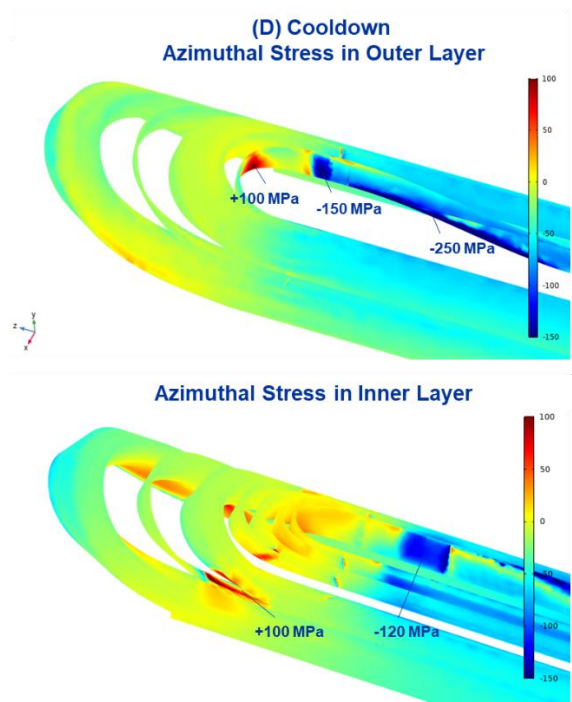 (D) Cooldown
Azimuthal Stress in Outer Layer
100
50
0
-50
-100
-150
+100 MPa
-150 MPa
-250 MPa
y
z
x
Azimuthal Stress in Inner Layer
100
50
0
-50
-100
-150
+100 MPa
-120 MPa